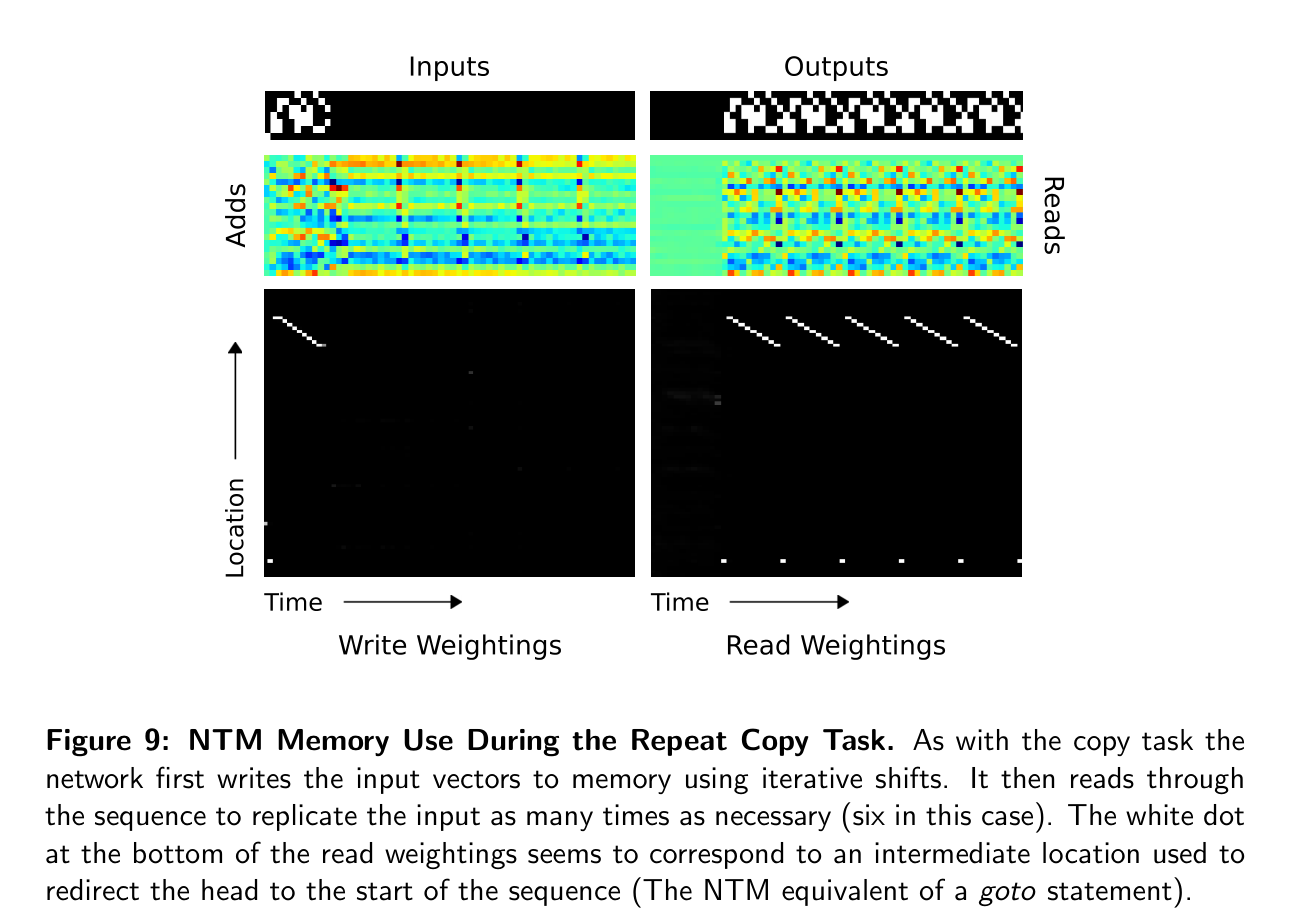 Inputs
Outputs
Adds
Reads
Location
Time
Time
Write Weightings
Read Weightings
Figure 9: NTM Memory Use During the Repeat Copy Task. As with the copy task the
network first writes the input vectors to memory using iterative shifts. It then reads through
the sequence to replicate the input as many times as necessary (six in this case). The white dot
at the bottom of the read weightings seems to correspond to an intermediate location used to
redirect the head to the start of the sequence (The NTM equivalent of a goto statement).